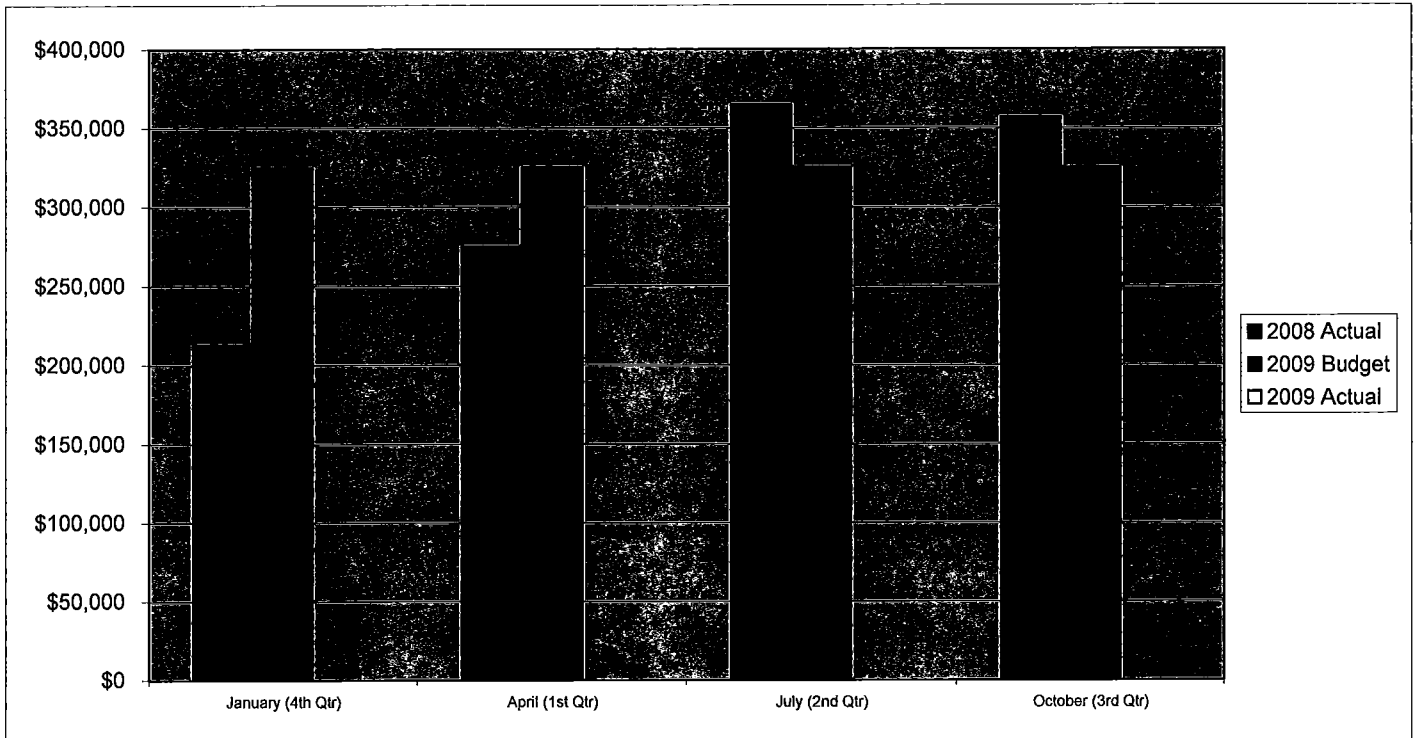 $400,000
$350,000
$300,000
$250,000
$200,000
$150,000
$100,000
$50,000
$0
January (4th Qtr)
April (1st Qtr)
July (2nd Qtr)
October (3rd Qtr)
2008 Actual
2009 Budget
2009 Actual